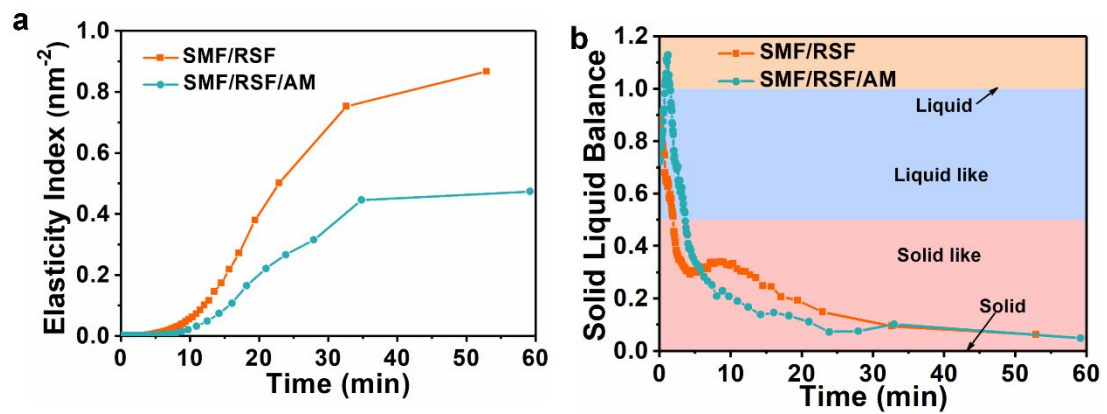 a
Elasticity Index (nm⁻²)
1.0
0.8
0.6
0.4
0.2
0.0
SMF/RSF
SMF/RSF/AM
0 10 20 30 40 50 60
Time (min)
b
Solid Liquid Balance
1.2
1.0
0.8
0.6
0.4
0.2
0.0
SMF/RSF
SMF/RSF/AM
Liquid
Liquid like
Solid like
Solid
0 10 20 30 40 50 60
Time (min)